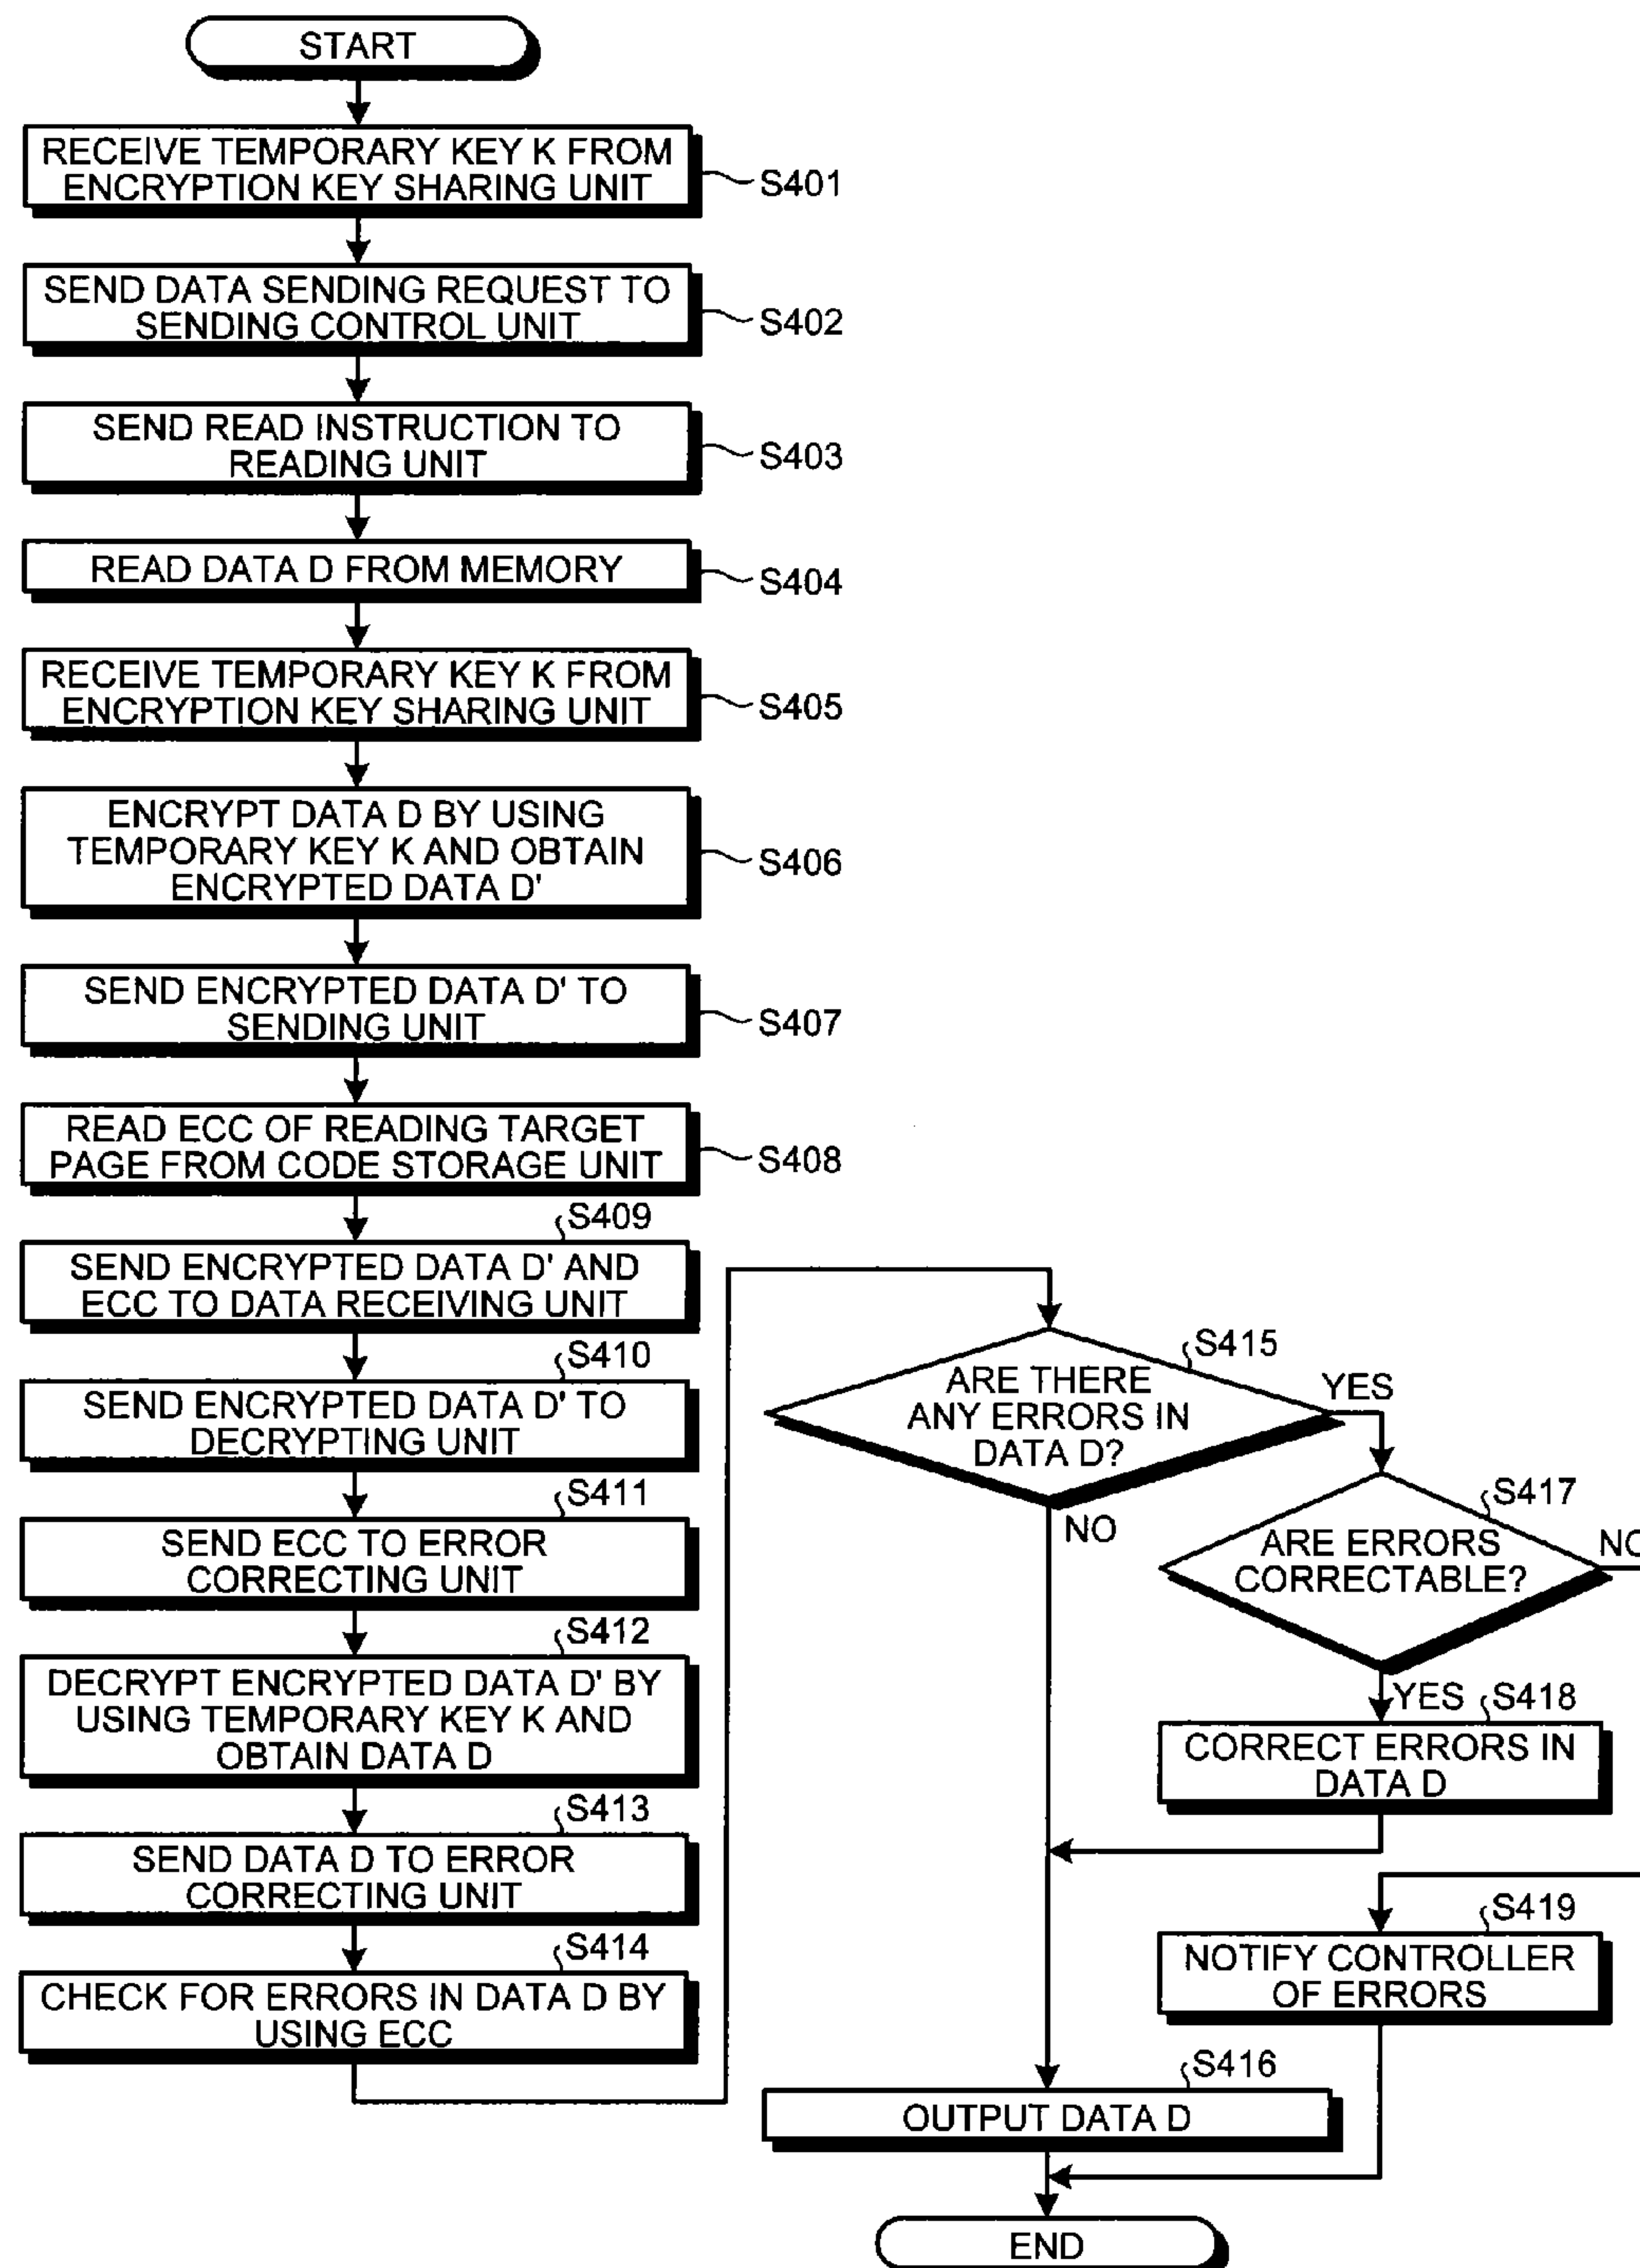 START
RECEIVE TEMPORARY KEY K FROM
ENCRYPTION KEY SHARING UNIT
S401
SEND DATA SENDING REQUEST TO
SENDING CONTROL UNIT
S402
SEND READ INSTRUCTION TO
READING UNIT
S403
READ DATA D FROM MEMORY
S404
RECEIVE TEMPORARY KEY K FROM
ENCRYPTION KEY SHARING UNIT
S405
ENCRYPT DATA D BY USING
TEMPORARY KEY K AND OBTAIN
ENCRYPTED DATA D'
S406
SEND ENCRYPTED DATA D' TO
SENDING UNIT
S407
READ ECC OF READING TARGET
PAGE FROM CODE STORAGE UNIT
S408
S409
SEND ENCRYPTED DATA D' AND
ECC TO DATA RECEIVING UNIT
S410
SEND ENCRYPTED DATA D' TO
DECRYPTING UNIT
S411
SEND ECC TO ERROR
CORRECTING UNIT
S412
DECRYPT ENCRYPTED DATA D' BY
USING TEMPORARY KEY K AND
OBTAIN DATA D
S413
SEND DATA D TO ERROR
CORRECTING UNIT
S414
CHECK FOR ERRORS IN DATA D BY
USING ECC
S415
ARE THERE
ANY ERRORS IN
DATA D?
YES
NO
S417
ARE ERRORS
CORRECTABLE?
NO
YES
S418
CORRECT ERRORS IN
DATA D
S419
NOTIFY CONTROLLER
OF ERRORS
S416
OUTPUT DATA D
END